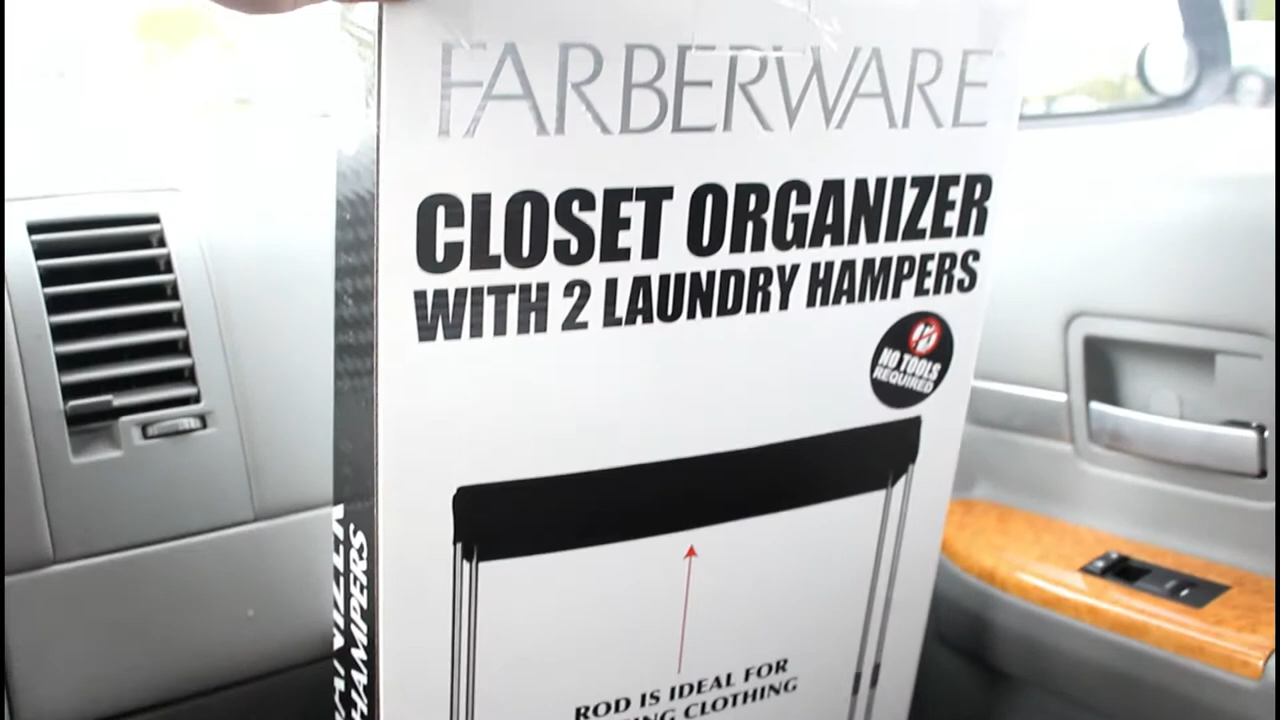 FARBERWARE
CLOSET ORGANIZER
WITH 2 LAUNDRY HAMPERS
NO TOOLS
REQUIRED
ROD IS IDEAL FOR
CLOTHING
HAMPERS